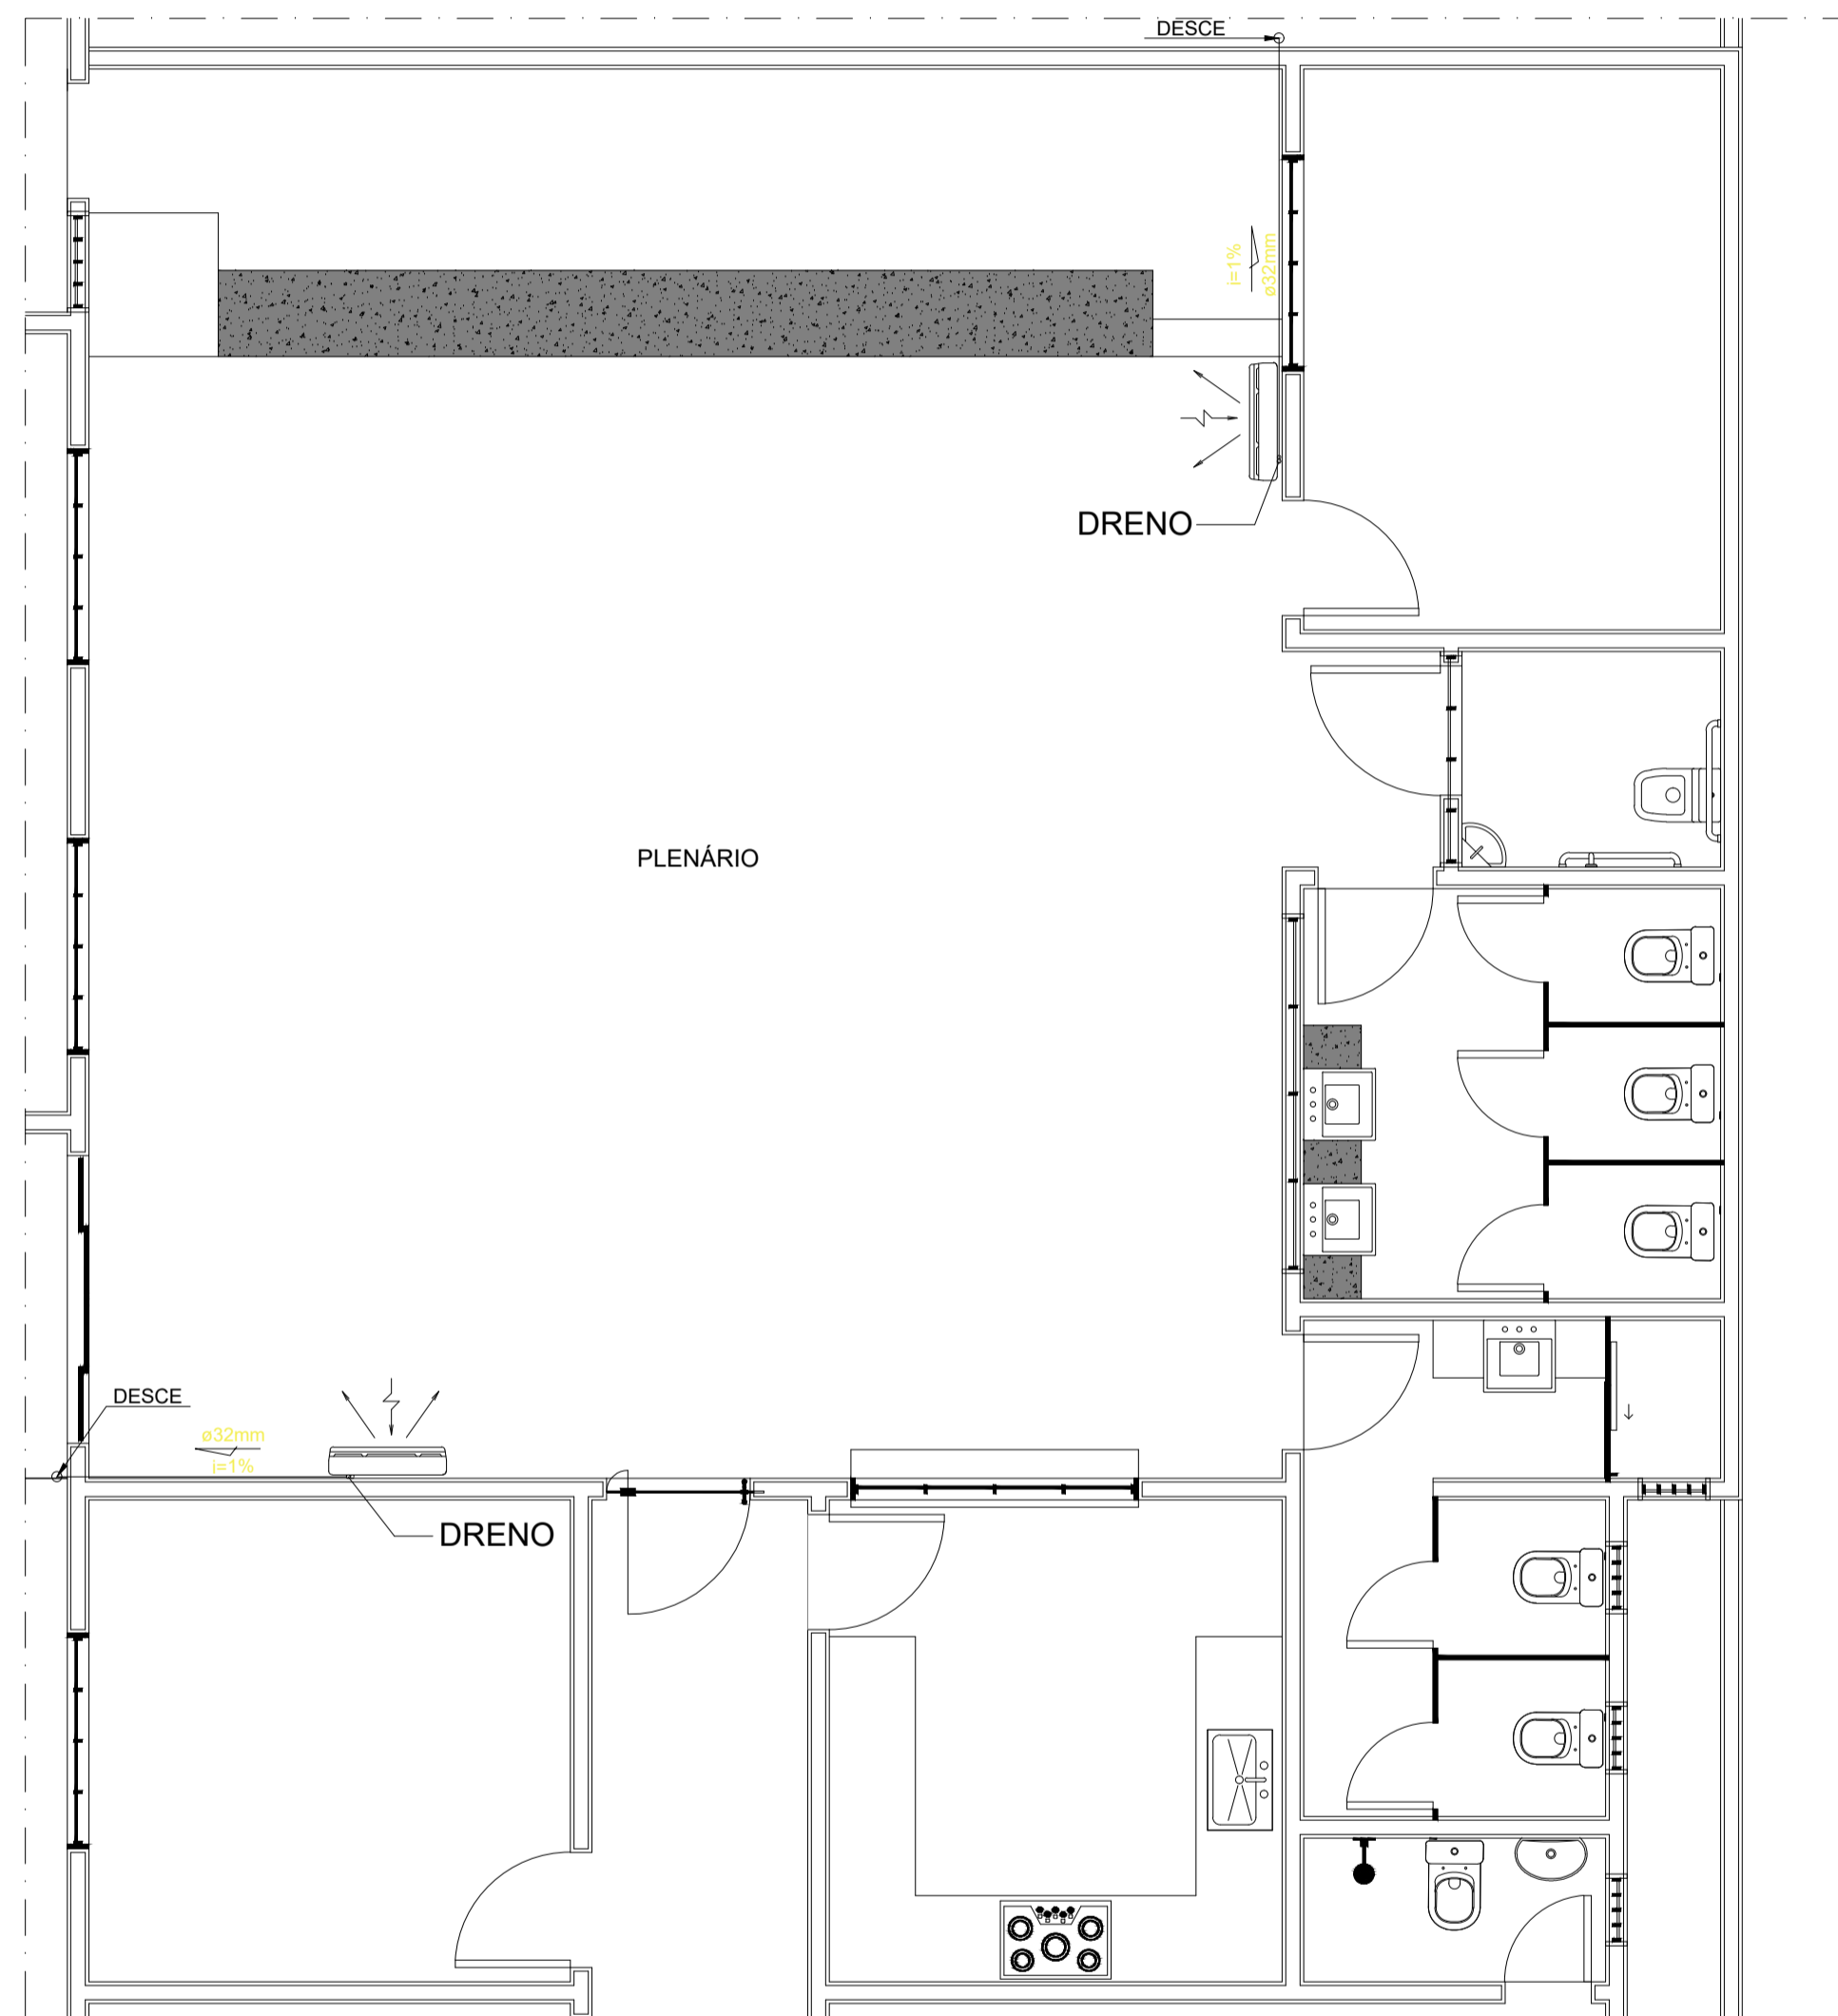 DESCE
i=1%
ø32mm
DRENO
PLENÁRIO
DESCE
ø32mm
i=1%
DRENO